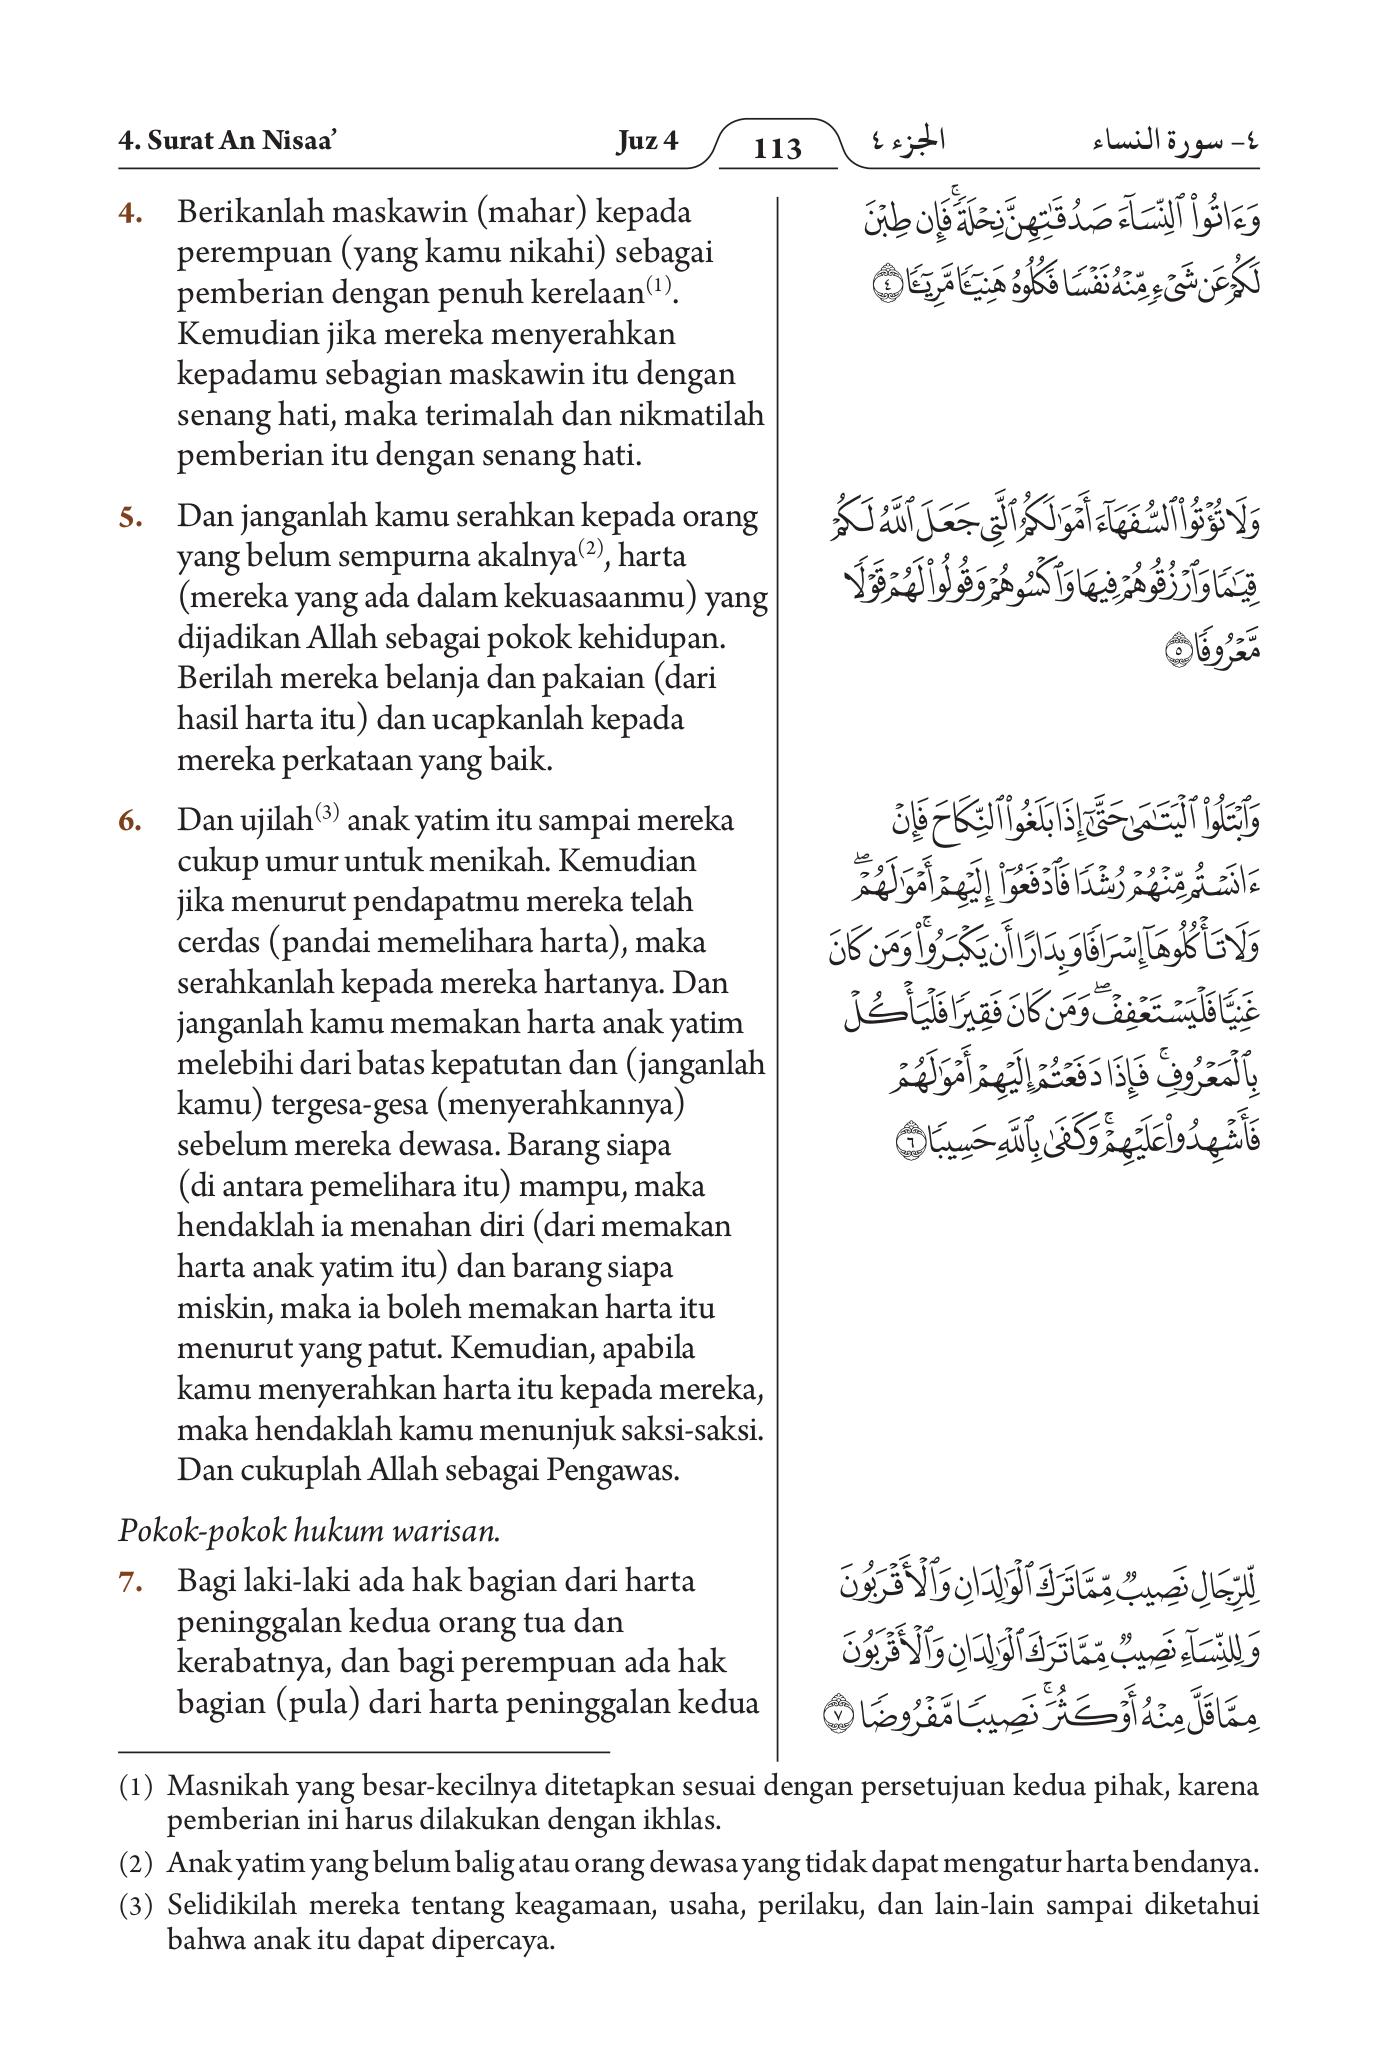 4. Surat An Nisaa’ Juz 4 113 الجزء ٤ ٤- سورة النساء
4. Berikanlah maskawin (mahar) kepada
perempuan (yang kamu nikahi) sebagai
pemberian dengan penuh kerelaan(1).
Kemudian jika mereka menyerahkan
kepadamu sebagian maskawin itu dengan
senang hati, maka terimalah dan nikmatilah
pemberian itu dengan senang hati.
وَءَاتُوا۟ ٱلنِّسَآءَ صَدُقَـٰتِهِنَّ نِحْلَةً ۚ فَإِن طِبْنَ
لَكُمْ عَن شَىْءٍ مِّنْهُ نَفْسًا فَكُلُوهُ هَنِيٓـًٔا مَّرِيٓـًٔا ٤
5. Dan janganlah kamu serahkan kepada orang
yang belum sempurna akalnya(2), harta
(mereka yang ada dalam kekuasaanmu) yang
dijadikan Allah sebagai pokok kehidupan.
Berilah mereka belanja dan pakaian (dari
hasil harta itu) dan ucapkanlah kepada
mereka perkataan yang baik.
وَلَا تُؤْتُوا۟ ٱلسُّفَهَآءَ أَمْوَٰلَكُمُ ٱلَّتِى جَعَلَ ٱللَّهُ لَكُمْ
قِيَـٰمًا وَٱرْزُقُوهُمْ فِيهَا وَٱكْسُوهُمْ وَقُولُوا۟ لَهُمْ قَوْلًا
مَّعْرُوفًا ٥
6. Dan ujilah(3) anak yatim itu sampai mereka
cukup umur untuk menikah. Kemudian
jika menurut pendapatmu mereka telah
cerdas (pandai memelihara harta), maka
serahkanlah kepada mereka hartanya. Dan
janganlah kamu memakan harta anak yatim
melebihi dari batas kepatutan dan (janganlah
kamu) tergesa-gesa (menyerahkannya)
sebelum mereka dewasa. Barang siapa
(di antara pemelihara itu) mampu, maka
hendaklah ia menahan diri (dari memakan
harta anak yatim itu) dan barang siapa
miskin, maka ia boleh memakan harta itu
menurut yang patut. Kemudian, apabila
kamu menyerahkan harta itu kepada mereka,
maka hendaklah kamu menunjuk saksi-saksi.
Dan cukuplah Allah sebagai Pengawas.
وَٱبْتَلُوا۟ ٱلْيَتَـٰمَىٰ حَتَّىٰٓ إِذَا بَلَغُوا۟ ٱلنِّكَاحَ فَإِنْ
ءَانَسْتُم مِّنْهُمْ رُشْدًا فَٱدْفَعُوٓا۟ إِلَيْهِمْ أَمْوَٰلَهُمْ ۖ
وَلَا تَأْكُلُوهَآ إِسْرَافًا وَبِدَارًا أَن يَكْبَرُوا۟ ۚ وَمَن كَانَ
غَنِيًّا فَلْيَسْتَعْفِفْ ۖ وَمَن كَانَ فَقِيرًا فَلْيَأْكُلْ
بِٱلْمَعْرُوفِ ۚ فَإِذَا دَفَعْتُمْ إِلَيْهِمْ أَمْوَٰلَهُمْ
فَأَشْهِدُوا۟ عَلَيْهِمْ ۚ وَكَفَىٰ بِٱللَّهِ حَسِيبًا ٦
Pokok-pokok hukum warisan.
7. Bagi laki-laki ada hak bagian dari harta
peninggalan kedua orang tua dan
kerabatnya, dan bagi perempuan ada hak
bagian (pula) dari harta peninggalan kedua
لِّلرِّجَالِ نَصِيبٌ مِّمَّا تَرَكَ ٱلْوَٰلِدَانِ وَٱلْأَقْرَبُونَ
وَلِلنِّسَآءِ نَصِيبٌ مِّمَّا تَرَكَ ٱلْوَٰلِدَانِ وَٱلْأَقْرَبُونَ
مِمَّا قَلَّ مِنْهُ أَوْ كَثُرَ ۚ نَصِيبًا مَّفْرُوضًا ٧
(1) Masnikah yang besar-kecilnya ditetapkan sesuai dengan persetujuan kedua pihak, karena
pemberian ini harus dilakukan dengan ikhlas.
(2) Anak yatim yang belum balig atau orang dewasa yang tidak dapat mengatur harta bendanya.
(3) Selidikilah mereka tentang keagamaan, usaha, perilaku, dan lain-lain sampai diketahui
bahwa anak itu dapat dipercaya.